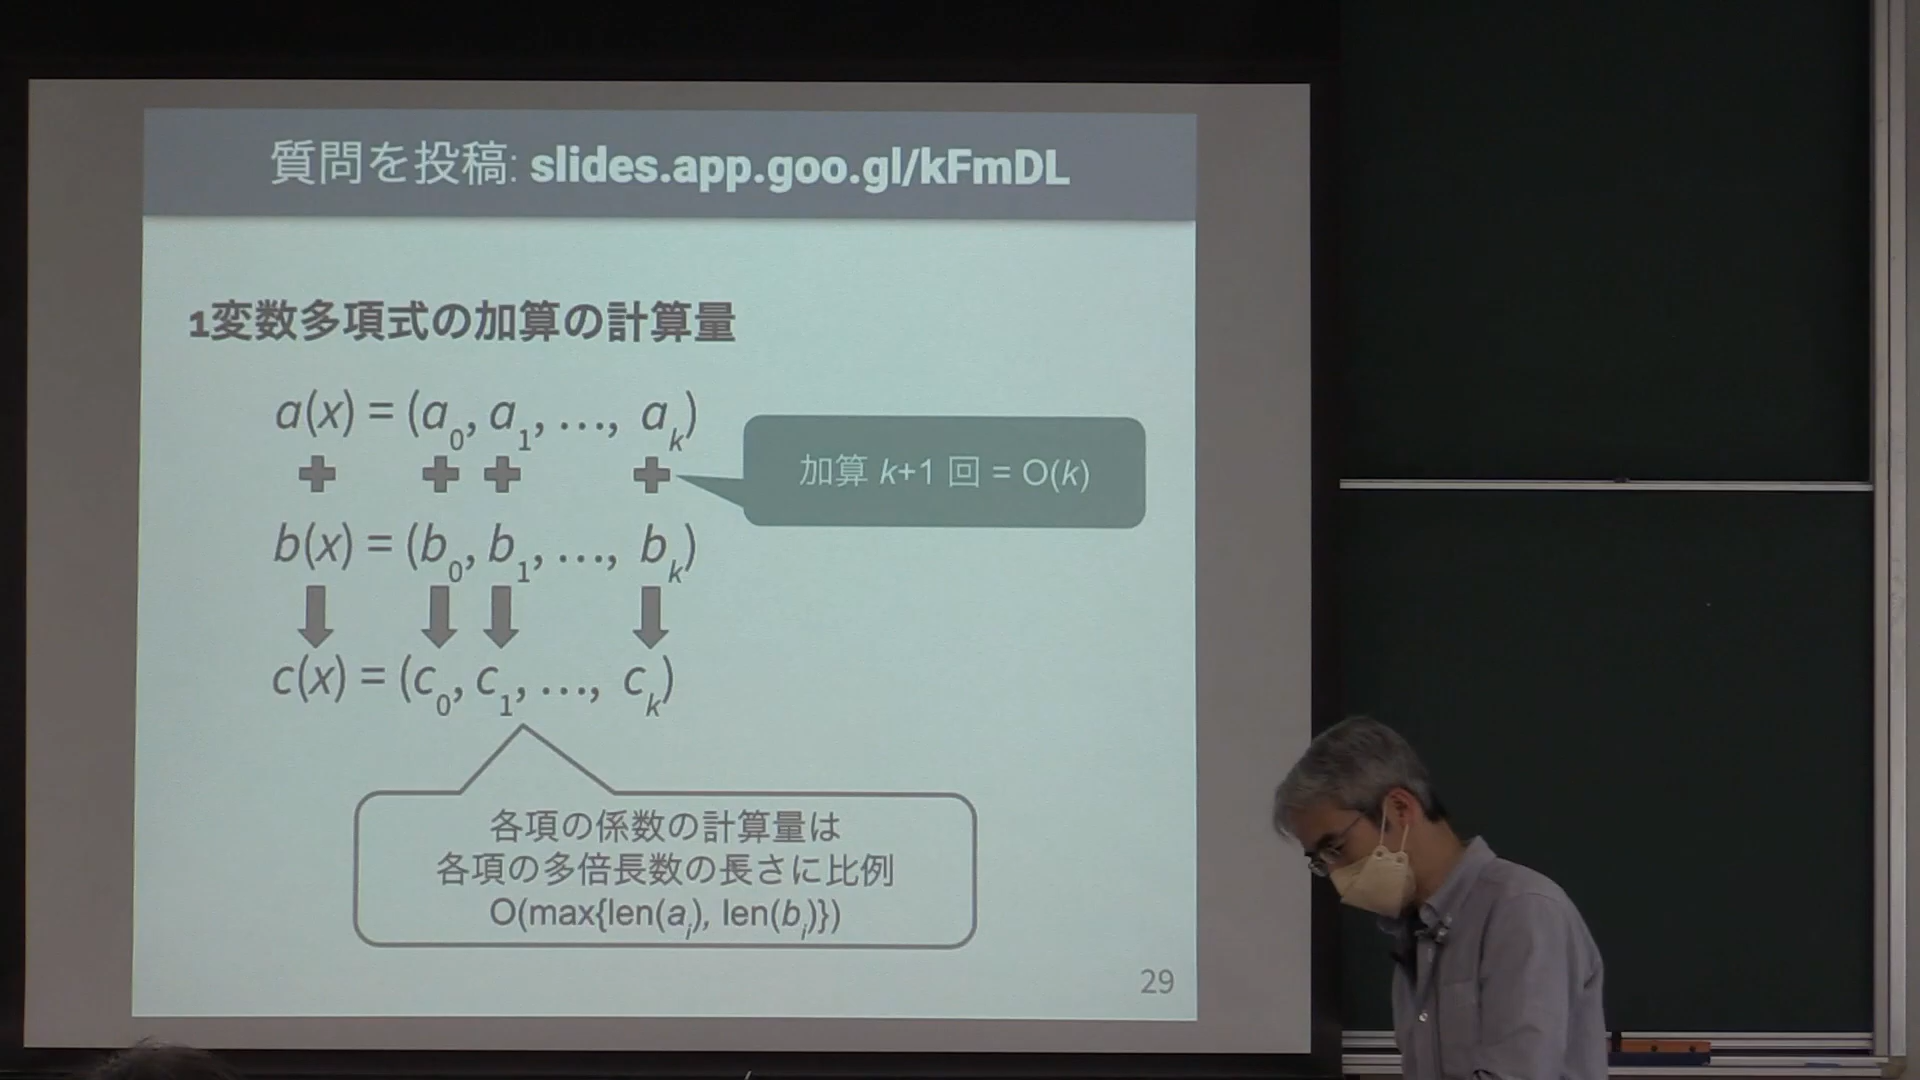 質問を投稿: slides.app.goo.gl/kFmDL
1変数多項式の加算の計算量
a(x) = (a0, a1, ..., ak)
加算 k+1 回 = O(k)
b(x) = (b0, b1, ..., bk)
c(x) = (c0, c1, ..., ck)
各項の係数の計算量は
各項の多倍長数の長さに比例
O(max{len(ai), len(bi)})
29